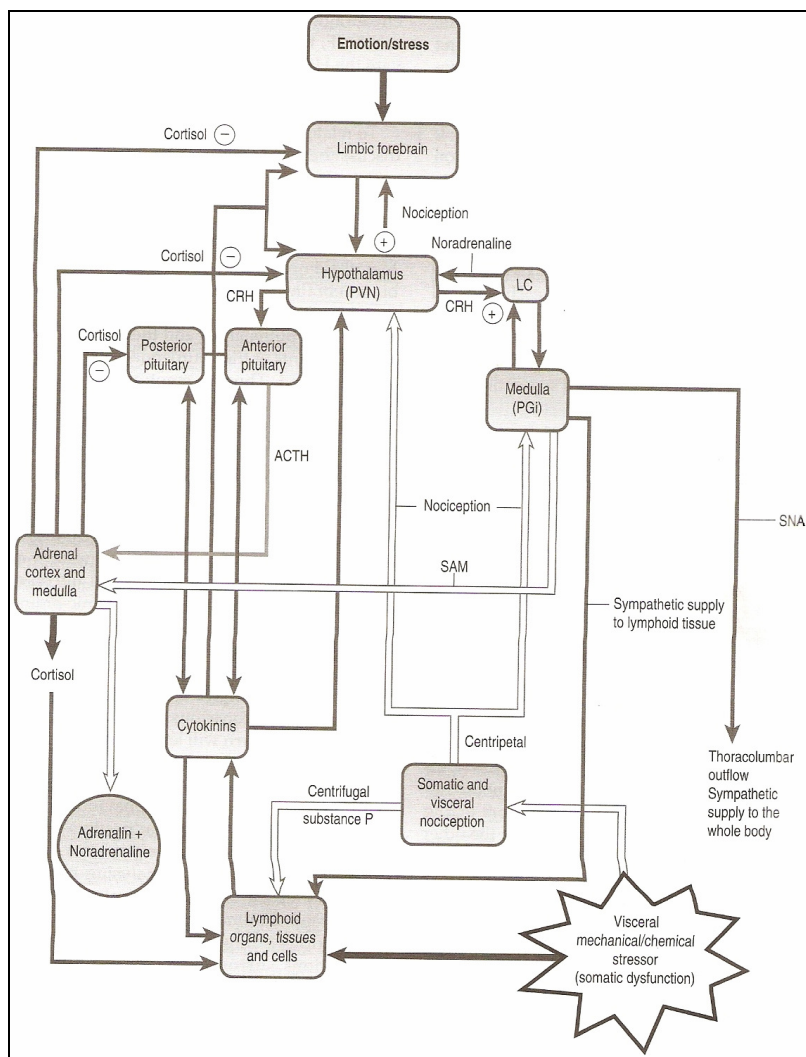 Emotion/stress
Cortisol −
Limbic forebrain
Nociception
+
Noradrenaline
Cortisol −
Hypothalamus
(PVN)
LC
CRH
CRH
+
Cortisol
−
Posterior
pituitary
Anterior
pituitary
Medulla
(PGi)
ACTH
Nociception
SNA
Adrenal
cortex and
medulla
SAM
Sympathetic supply
to lymphoid tissue
Cortisol
Cytokinins
Centripetal
Thoracolumbar
outflow
Sympathetic
supply to the
whole body
Somatic and
visceral
nociception
Centrifugal
substance P
Adrenalin +
Noradrenaline
Lymphoid
organs, tissues
and cells
Visceral
mechanical/chemical
stressor
(somatic dysfunction)